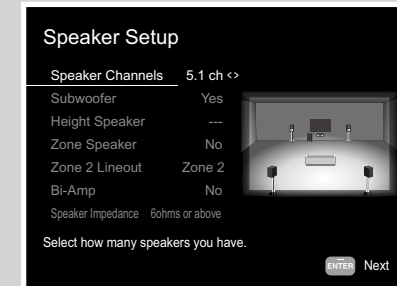 Speaker Setup
Speaker Channels 5.1 ch <>
Subwoofer Yes
Height Speaker ---
Zone Speaker No
Zone 2 Lineout Zone 2
Bi-Amp No
Speaker Impedance 6ohms or above
Select how many speakers you have.
ENTER Next